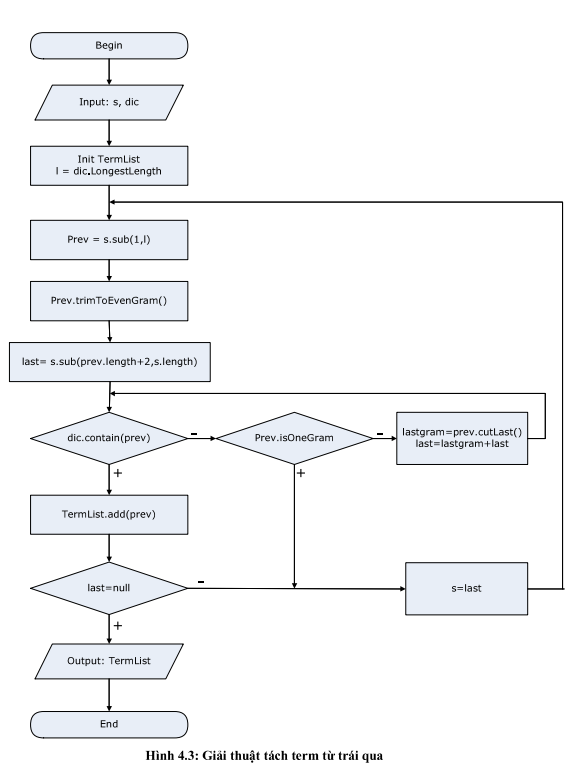 Begin
Input: s, dic
Init TermList
l = dic.LongestLength
Prev = s.sub(1,l)
Prev.trimToEvenGram()
last= s.sub(prev.length+2,s.length)
dic.contain(prev)
-
Prev.isOneGram
-
lastgram=prev.cutLast()
last=lastgram+last
+
+
TermList.add(prev)
last=null
-
s=last
+
Output: TermList
End
Hình 4.3: Giải thuật tách term từ trái qua